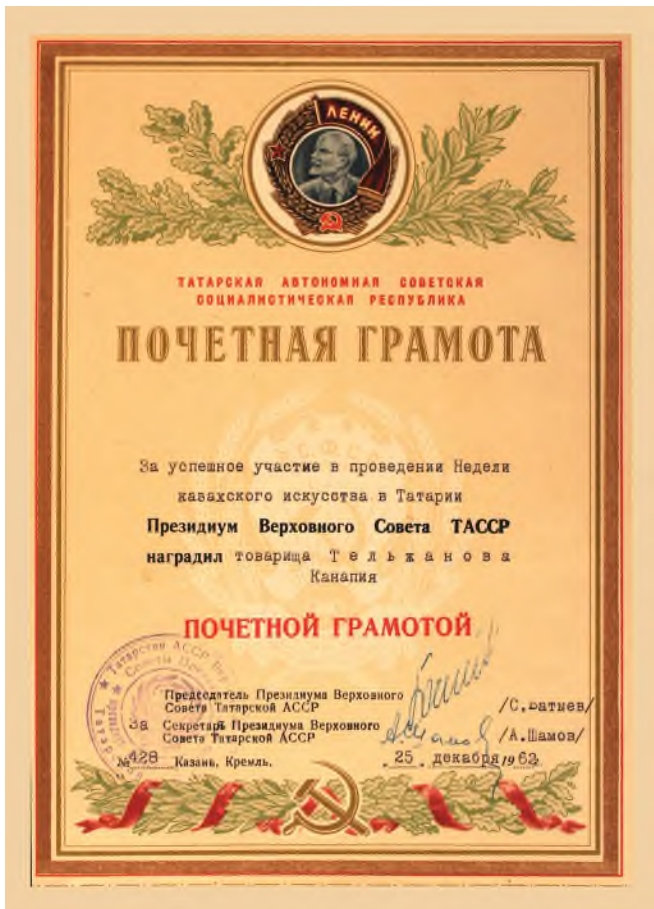 ЛЕНИН
ТАТАРСКАЯ АВТОНОМНАЯ СОВЕТСКАЯ
СОЦИАЛИСТИЧЕСКАЯ РЕСПУБЛИКА
ПОЧЕТНАЯ ГРАМОТА
За успешное участие в проведении Недели
казахского искусства в Татарии
Президиум Верховного Совета ТАССР
наградил товарища Тельжанова
Канапия
ПОЧЕТНОЙ ГРАМОТОЙ
Председатель Президиума Верховного
Совета Татарской АССР /С.Батыев/
За Секретаря Президиума Верховного
Совета Татарской АССР /А.Шамов/
№428 Казань, Кремль. 25 декабря 1962